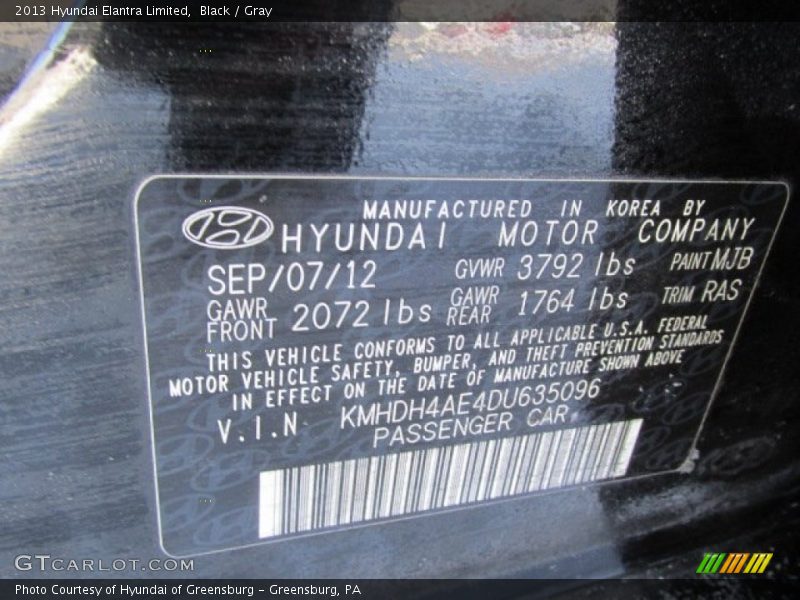 2013 Hyundai Elantra Limited, Black / Gray
MANUFACTURED IN KOREA BY
HYUNDAI MOTOR COMPANY
SEP/07/12 GVWR 3792 lbs PAINT MJB
GAWR FRONT 2072 lbs GAWR REAR 1764 lbs TRIM RAS
THIS VEHICLE CONFORMS TO ALL APPLICABLE U.S.A. FEDERAL
MOTOR VEHICLE SAFETY, BUMPER, AND THEFT PREVENTION STANDARDS
IN EFFECT ON THE DATE OF MANUFACTURE SHOWN ABOVE
V.I.N KMHDH4AE4DU635096
PASSENGER CAR
GTCARLOT.COM
Photo Courtesy of Hyundai of Greensburg - Greensburg, PA